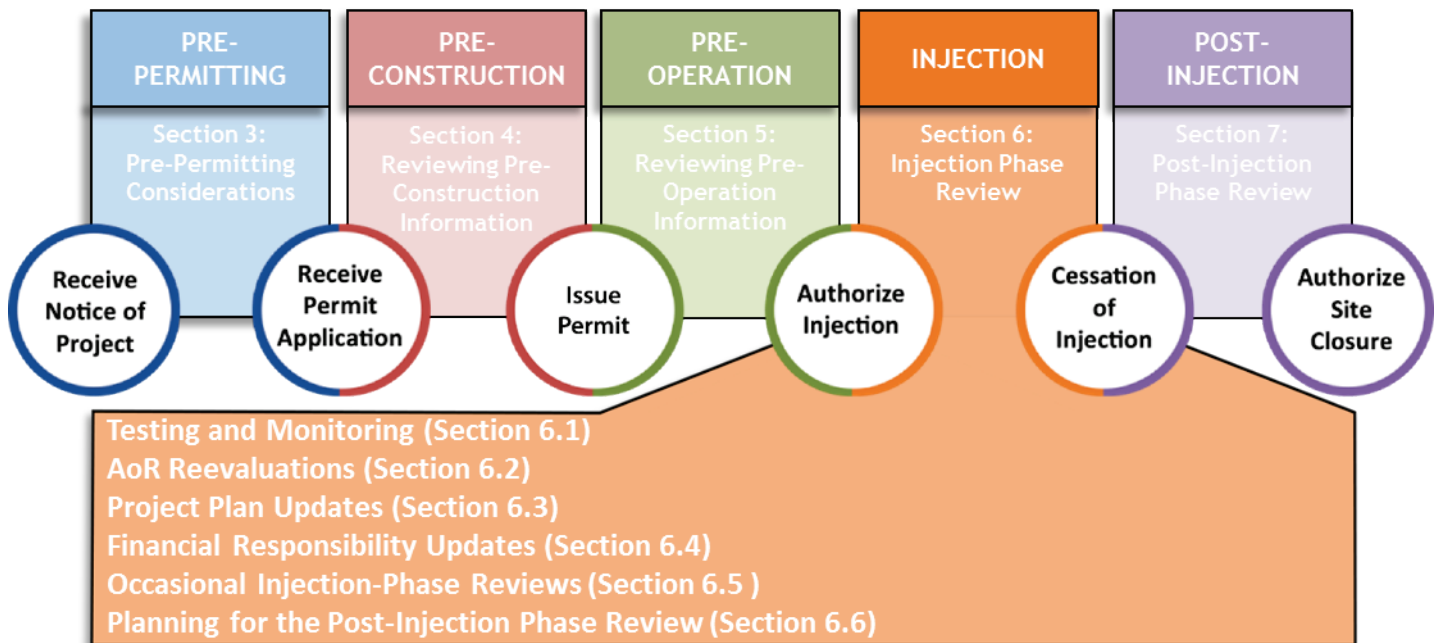 PRE-
PERMITTING
PRE-
CONSTRUCTION
PRE-
OPERATION
INJECTION
POST-
INJECTION
Section 3:
Pre-Permitting
Considerations
Section 4:
Reviewing Pre-
Construction
Information
Section 5:
Reviewing Pre-
Operation
Information
Section 6:
Injection Phase
Review
Section 7:
Post-Injection
Phase Review
Receive
Notice of
Project
Receive
Permit
Application
Issue
Permit
Authorize
Injection
Cessation
of
Injection
Authorize
Site
Closure
Testing and Monitoring (Section 6.1)
AoR Reevaluations (Section 6.2)
Project Plan Updates (Section 6.3)
Financial Responsibility Updates (Section 6.4)
Occasional Injection-Phase Reviews (Section 6.5 )
Planning for the Post-Injection Phase Review (Section 6.6)